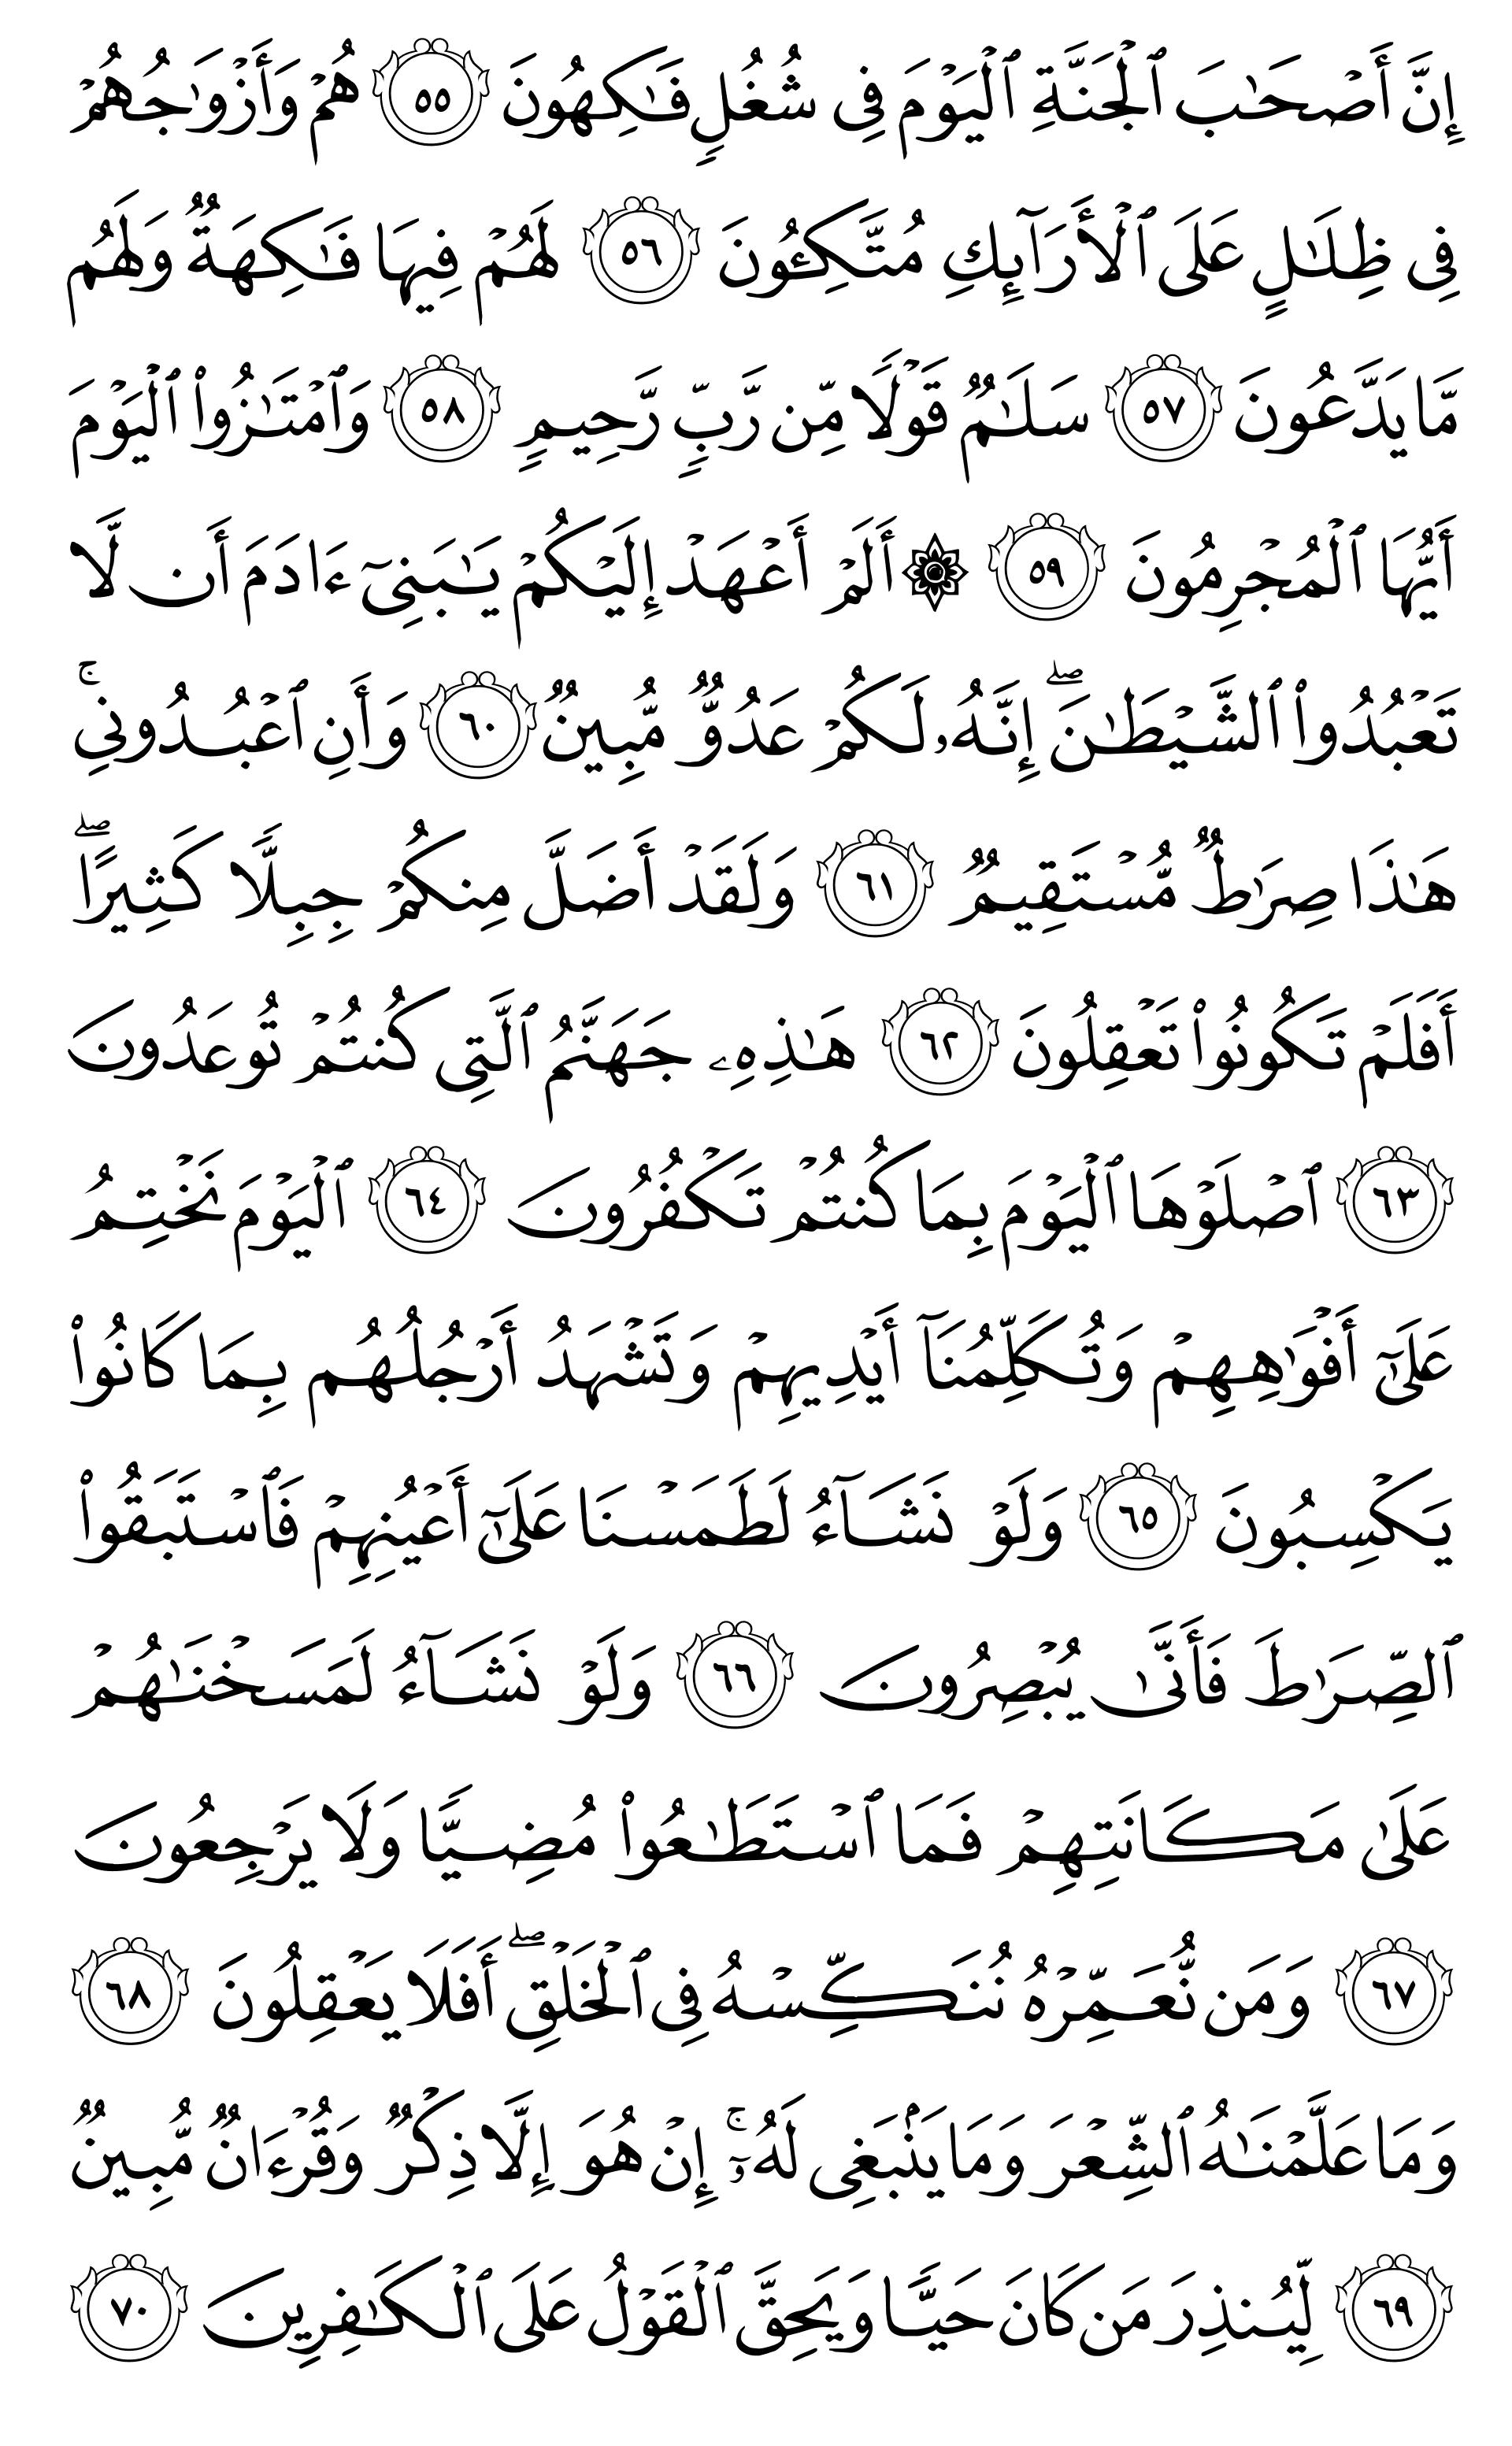 إِنَّ أَصْحَٰبَ ٱلْجَنَّةِ ٱلْيَوْمَ فِى شُغُلٍ فَٰكِهُونَ ٥٥ هُمْ وَأَزْوَٰجُهُمْ
فِى ظِلَٰلٍ عَلَى ٱلْأَرَآئِكِ مُتَّكِـُٔونَ ٥٦ لَهُمْ فِيهَا فَٰكِهَةٌ وَلَهُم
مَّا يَدَّعُونَ ٥٧ سَلَٰمٌ قَوْلًا مِّن رَّبٍّ رَّحِيمٍ ٥٨ وَٱمْتَٰزُوا۟ ٱلْيَوْمَ
أَيُّهَا ٱلْمُجْرِمُونَ ٥٩ ۞ أَلَمْ أَعْهَدْ إِلَيْكُمْ يَٰبَنِىٓ ءَادَمَ أَن لَّا
تَعْبُدُوا۟ ٱلشَّيْطَٰنَۖ إِنَّهُۥ لَكُمْ عَدُوٌّ مُّبِينٌ ٦٠ وَأَنِ ٱعْبُدُونِىۚ
هَٰذَا صِرَٰطٌ مُّسْتَقِيمٌ ٦١ وَلَقَدْ أَضَلَّ مِنكُمْ جِبِلًّا كَثِيرًاۖ
أَفَلَمْ تَكُونُوا۟ تَعْقِلُونَ ٦٢ هَٰذِهِۦ جَهَنَّمُ ٱلَّتِى كُنتُمْ تُوعَدُونَ
٦٣ ٱصْلَوْهَا ٱلْيَوْمَ بِمَا كُنتُمْ تَكْفُرُونَ ٦٤ ٱلْيَوْمَ نَخْتِمُ
عَلَىٰٓ أَفْوَٰهِهِمْ وَتُكَلِّمُنَآ أَيْدِيهِمْ وَتَشْهَدُ أَرْجُلُهُم بِمَا كَانُوا۟
يَكْسِبُونَ ٦٥ وَلَوْ نَشَآءُ لَطَمَسْنَا عَلَىٰٓ أَعْيُنِهِمْ فَٱسْتَبَقُوا۟
ٱلصِّرَٰطَ فَأَنَّىٰ يُبْصِرُونَ ٦٦ وَلَوْ نَشَآءُ لَمَسَخْنَٰهُمْ
عَلَىٰ مَكَانَتِهِمْ فَمَا ٱسْتَطَٰعُوا۟ مُضِيًّا وَلَا يَرْجِعُونَ
٦٧ وَمَن نُّعَمِّرْهُ نُنَكِّسْهُ فِى ٱلْخَلْقِۖ أَفَلَا يَعْقِلُونَ ٦٨
وَمَا عَلَّمْنَٰهُ ٱلشِّعْرَ وَمَا يَنۢبَغِى لَهُۥٓۚ إِنْ هُوَ إِلَّا ذِكْرٌ وَقُرْءَانٌ مُّبِينٌ
٦٩ لِّيُنذِرَ مَن كَانَ حَيًّا وَيَحِقَّ ٱلْقَوْلُ عَلَى ٱلْكَٰفِرِينَ ٧٠